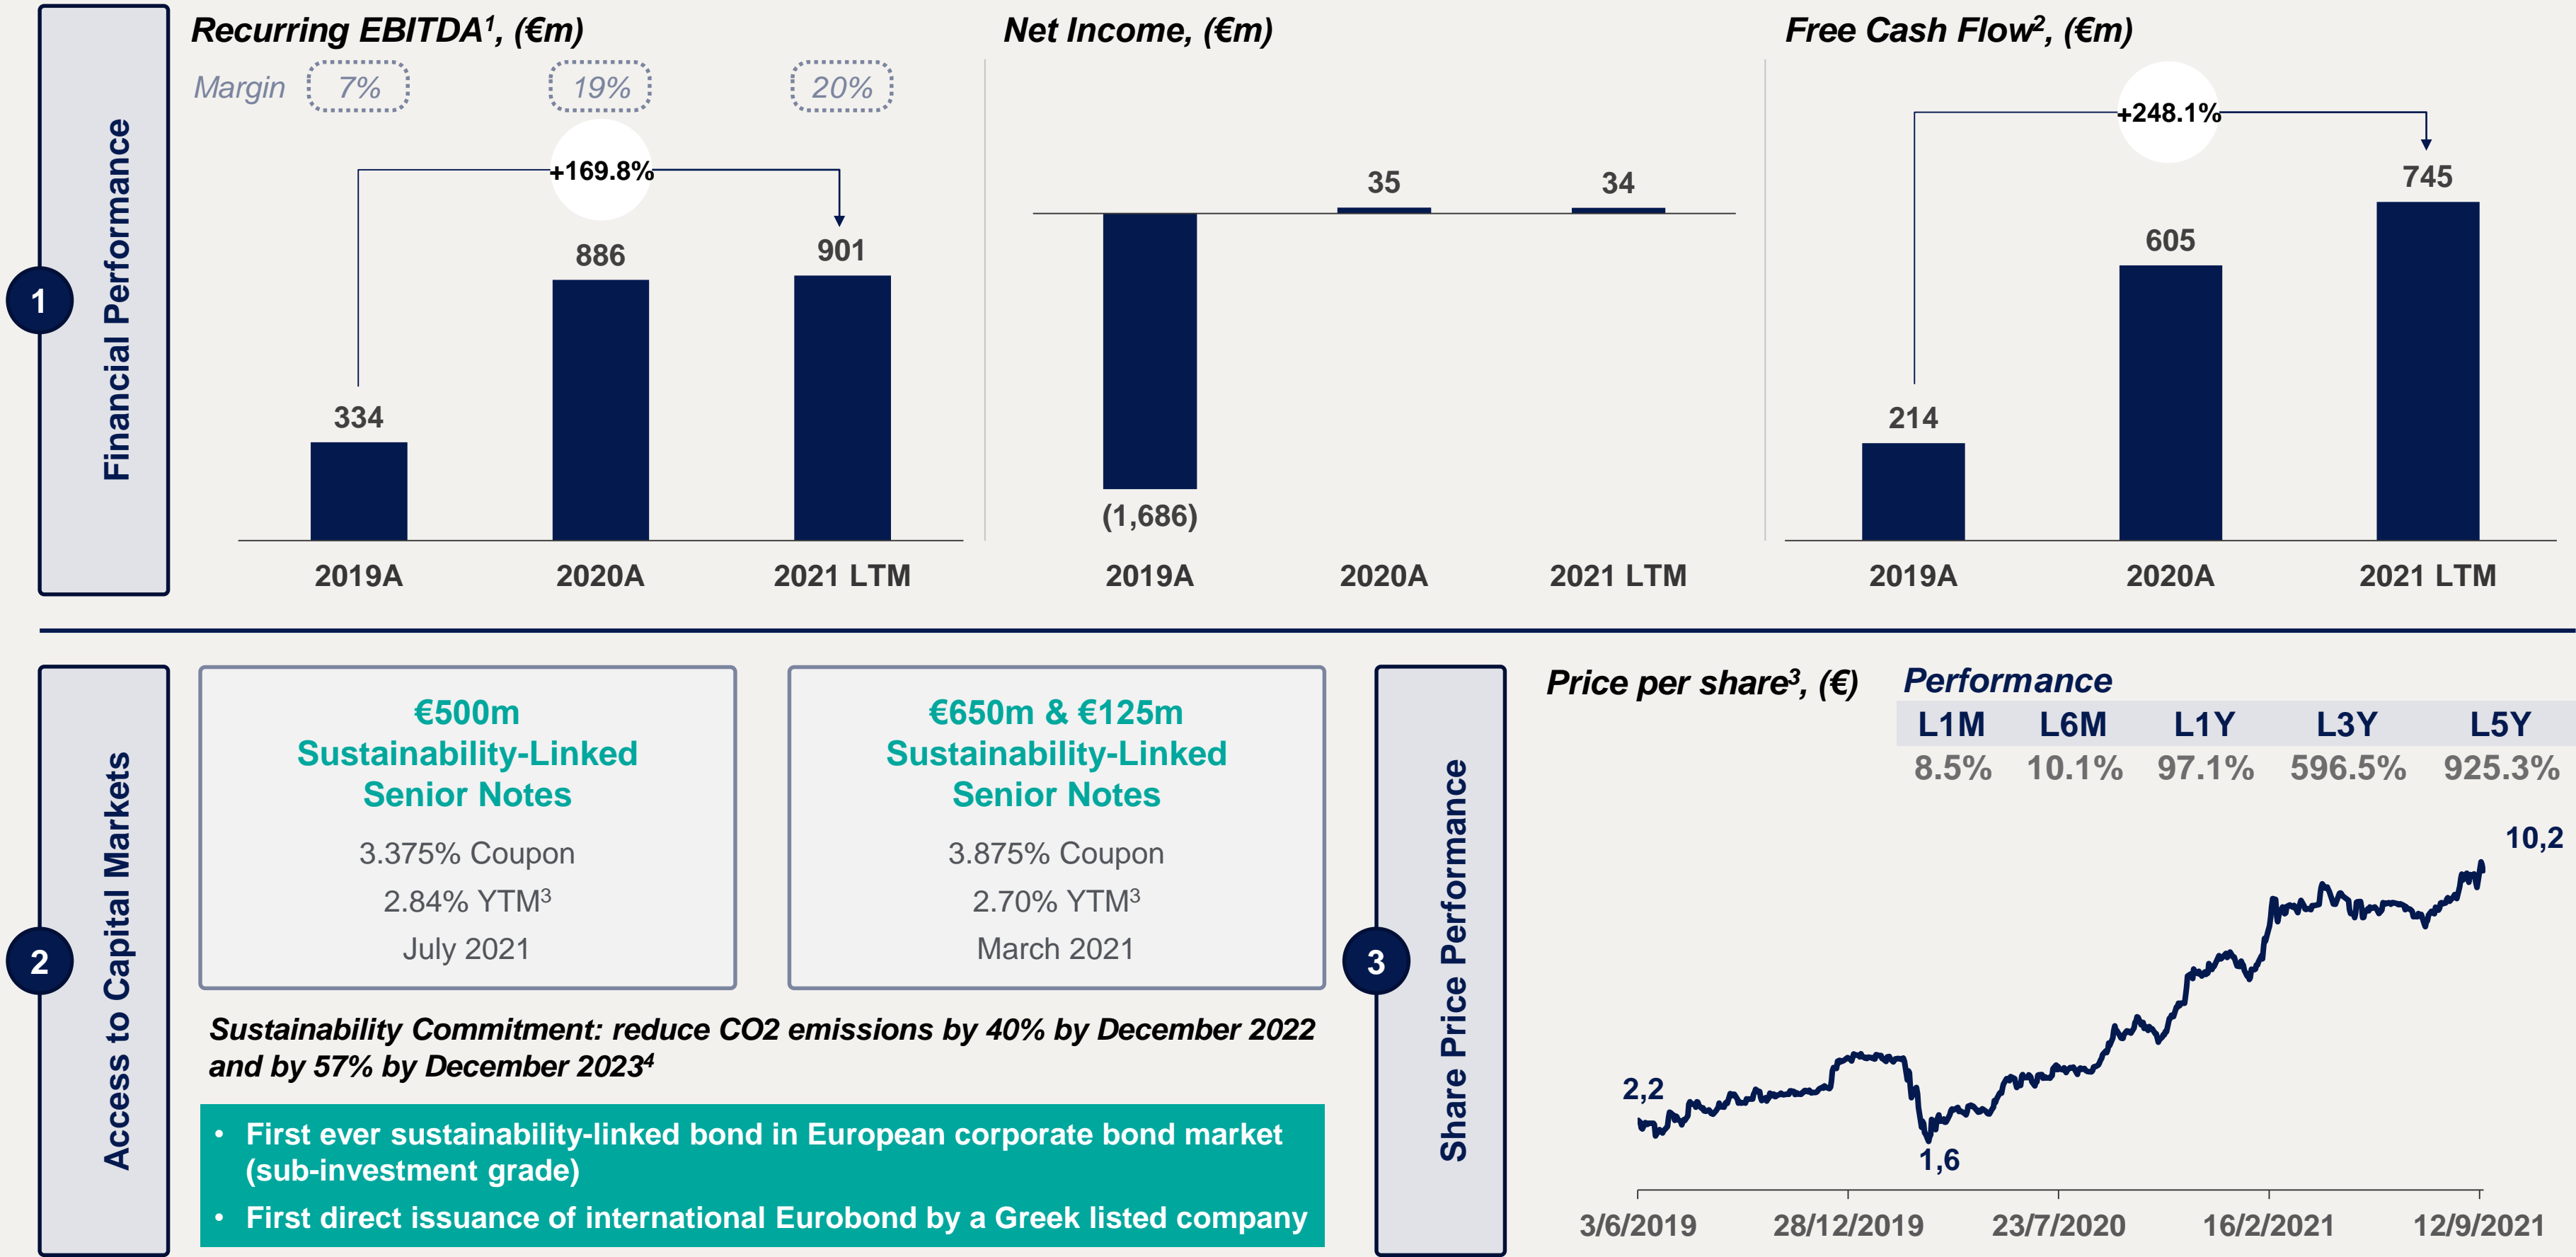 1
Financial Performance
Recurring EBITDA¹, (€m)
Margin 7% 19% 20%
+169.8%
334 886 901
2019A 2020A 2021 LTM
Net Income, (€m)
35 34
(1,686)
2019A 2020A 2021 LTM
Free Cash Flow², (€m)
+248.1%
214 605 745
2019A 2020A 2021 LTM
2
Access to Capital Markets
€500m
Sustainability-Linked
Senior Notes
3.375% Coupon
2.84% YTM³
July 2021
€650m & €125m
Sustainability-Linked
Senior Notes
3.875% Coupon
2.70% YTM³
March 2021
Sustainability Commitment: reduce CO2 emissions by 40% by December 2022
and by 57% by December 2023⁴
• First ever sustainability-linked bond in European corporate bond market
(sub-investment grade)
• First direct issuance of international Eurobond by a Greek listed company
3
Share Price Performance
Price per share³, (€)
Performance
L1M L6M L1Y L3Y L5Y
8.5% 10.1% 97.1% 596.5% 925.3%
10,2
2,2
1,6
3/6/2019 28/12/2019 23/7/2020 16/2/2021 12/9/2021